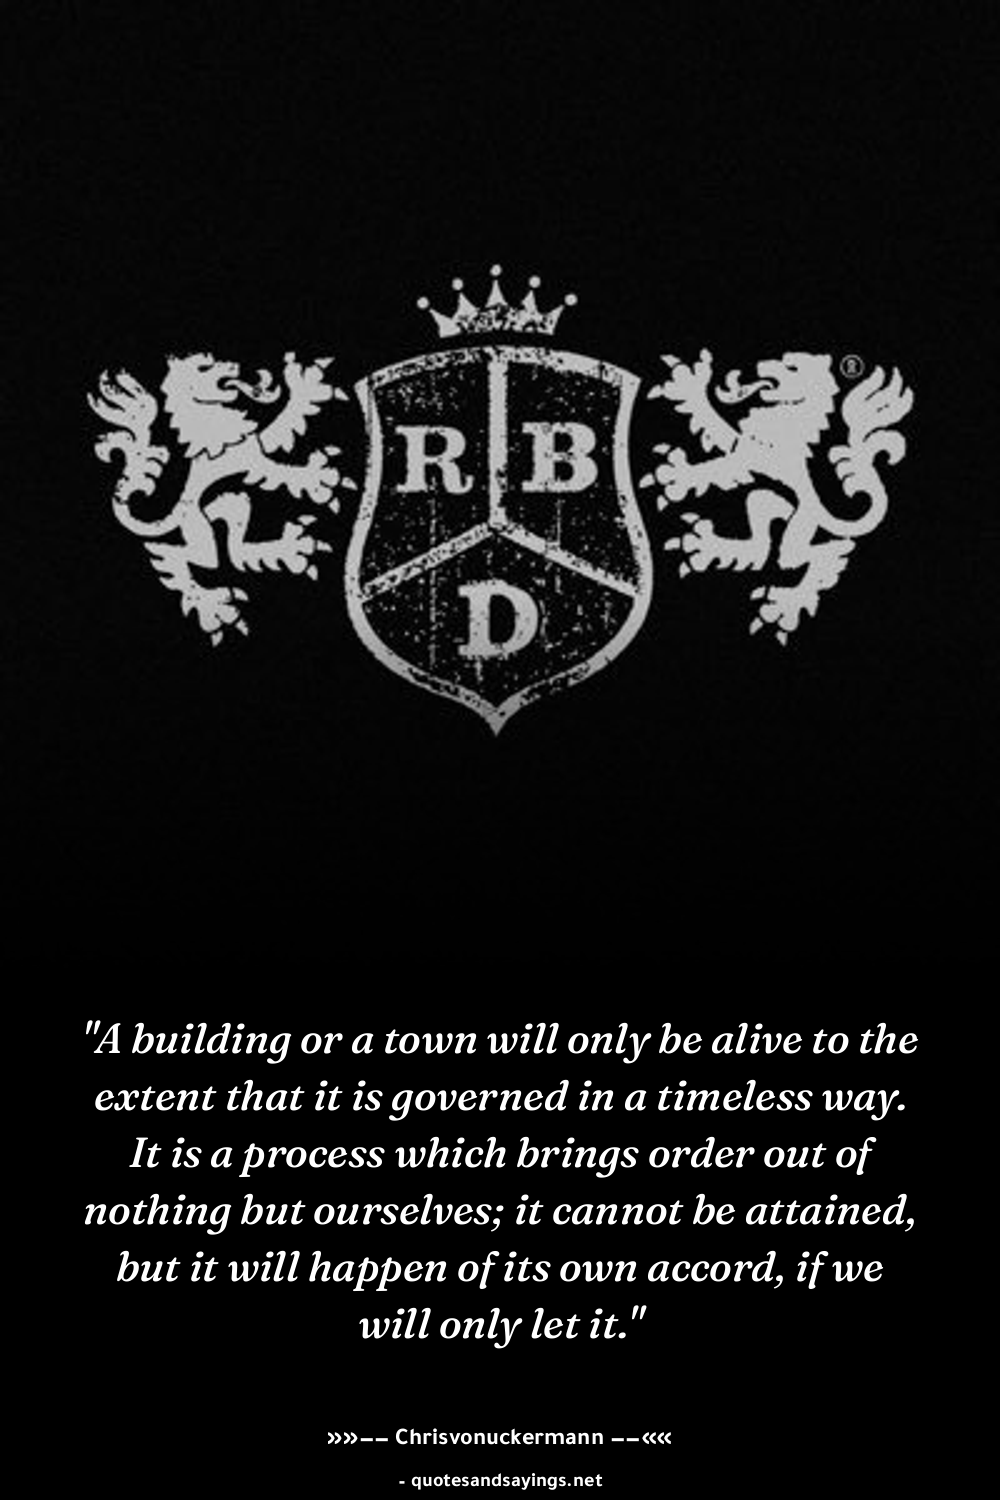 R B
D
®
"A building or a town will only be alive to the
extent that it is governed in a timeless way.
It is a process which brings order out of
nothing but ourselves; it cannot be attained,
but it will happen of its own accord, if we
will only let it."
»»–– Chrisvonuckermann ––««
- quotesandsayings.net